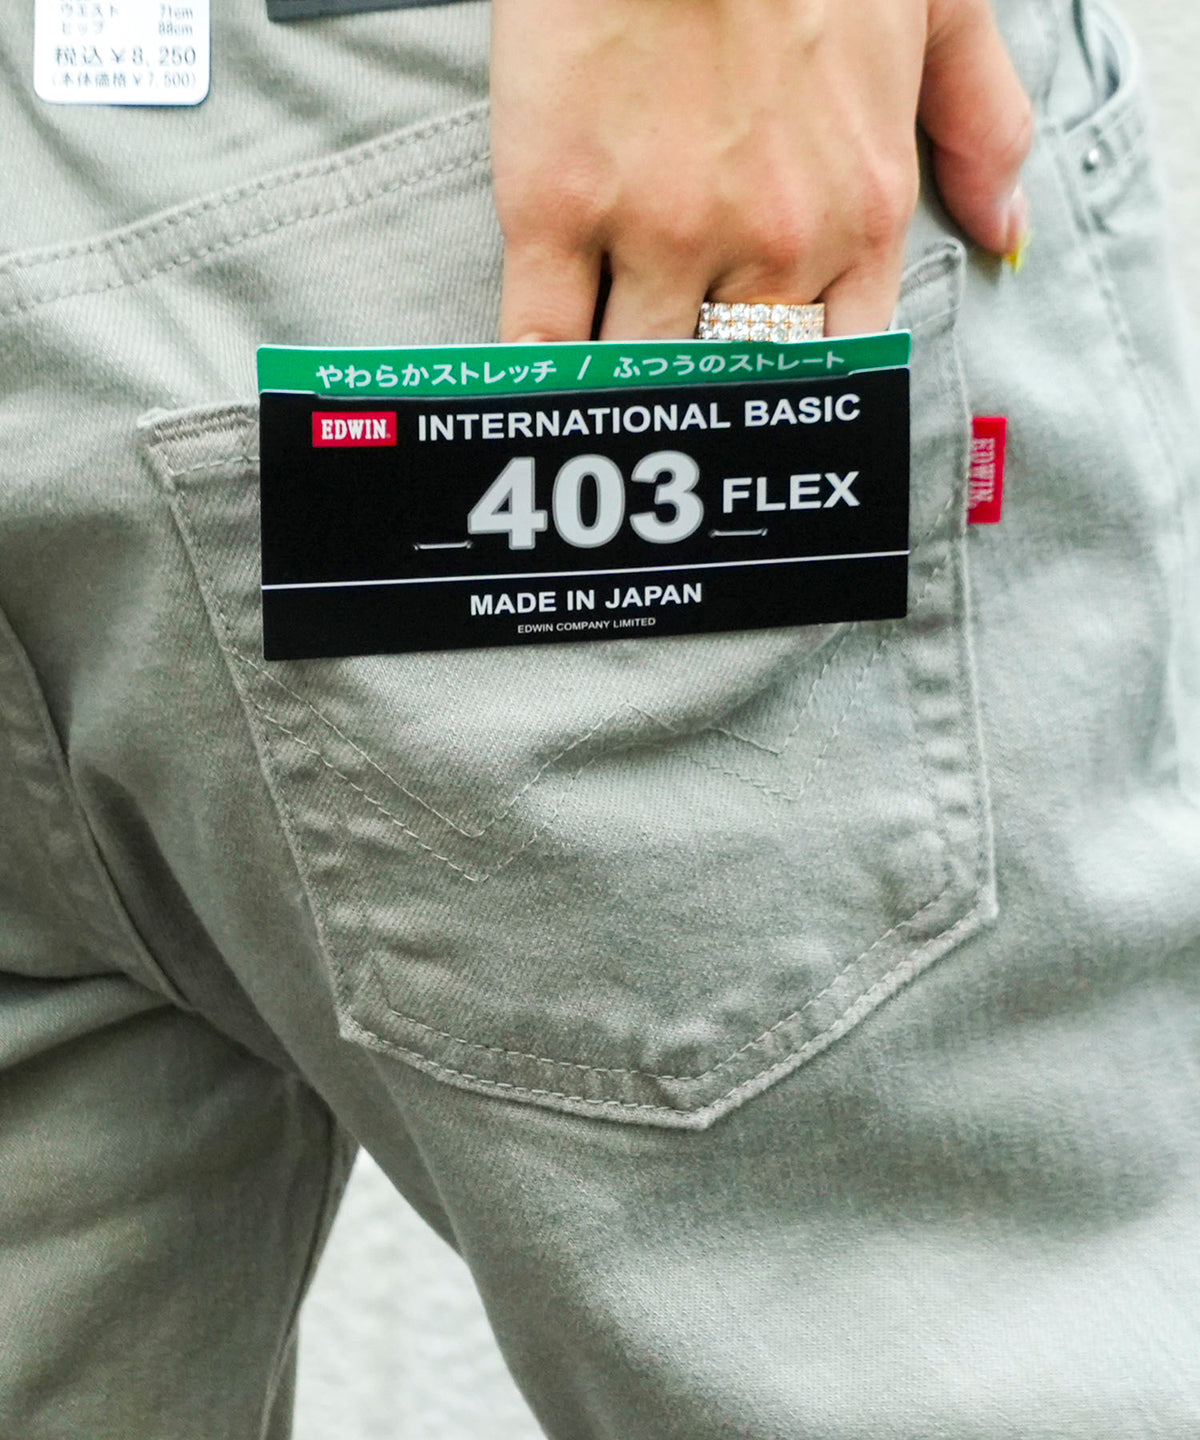 ウエスト 71cm
ヒップ 88cm
税込¥8,250
(本体価格¥7,500)
やわらかストレッチ / ふつうのストレート
EDWIN® INTERNATIONAL BASIC
403 FLEX
EDWIN
MADE IN JAPAN
EDWIN COMPANY LIMITED